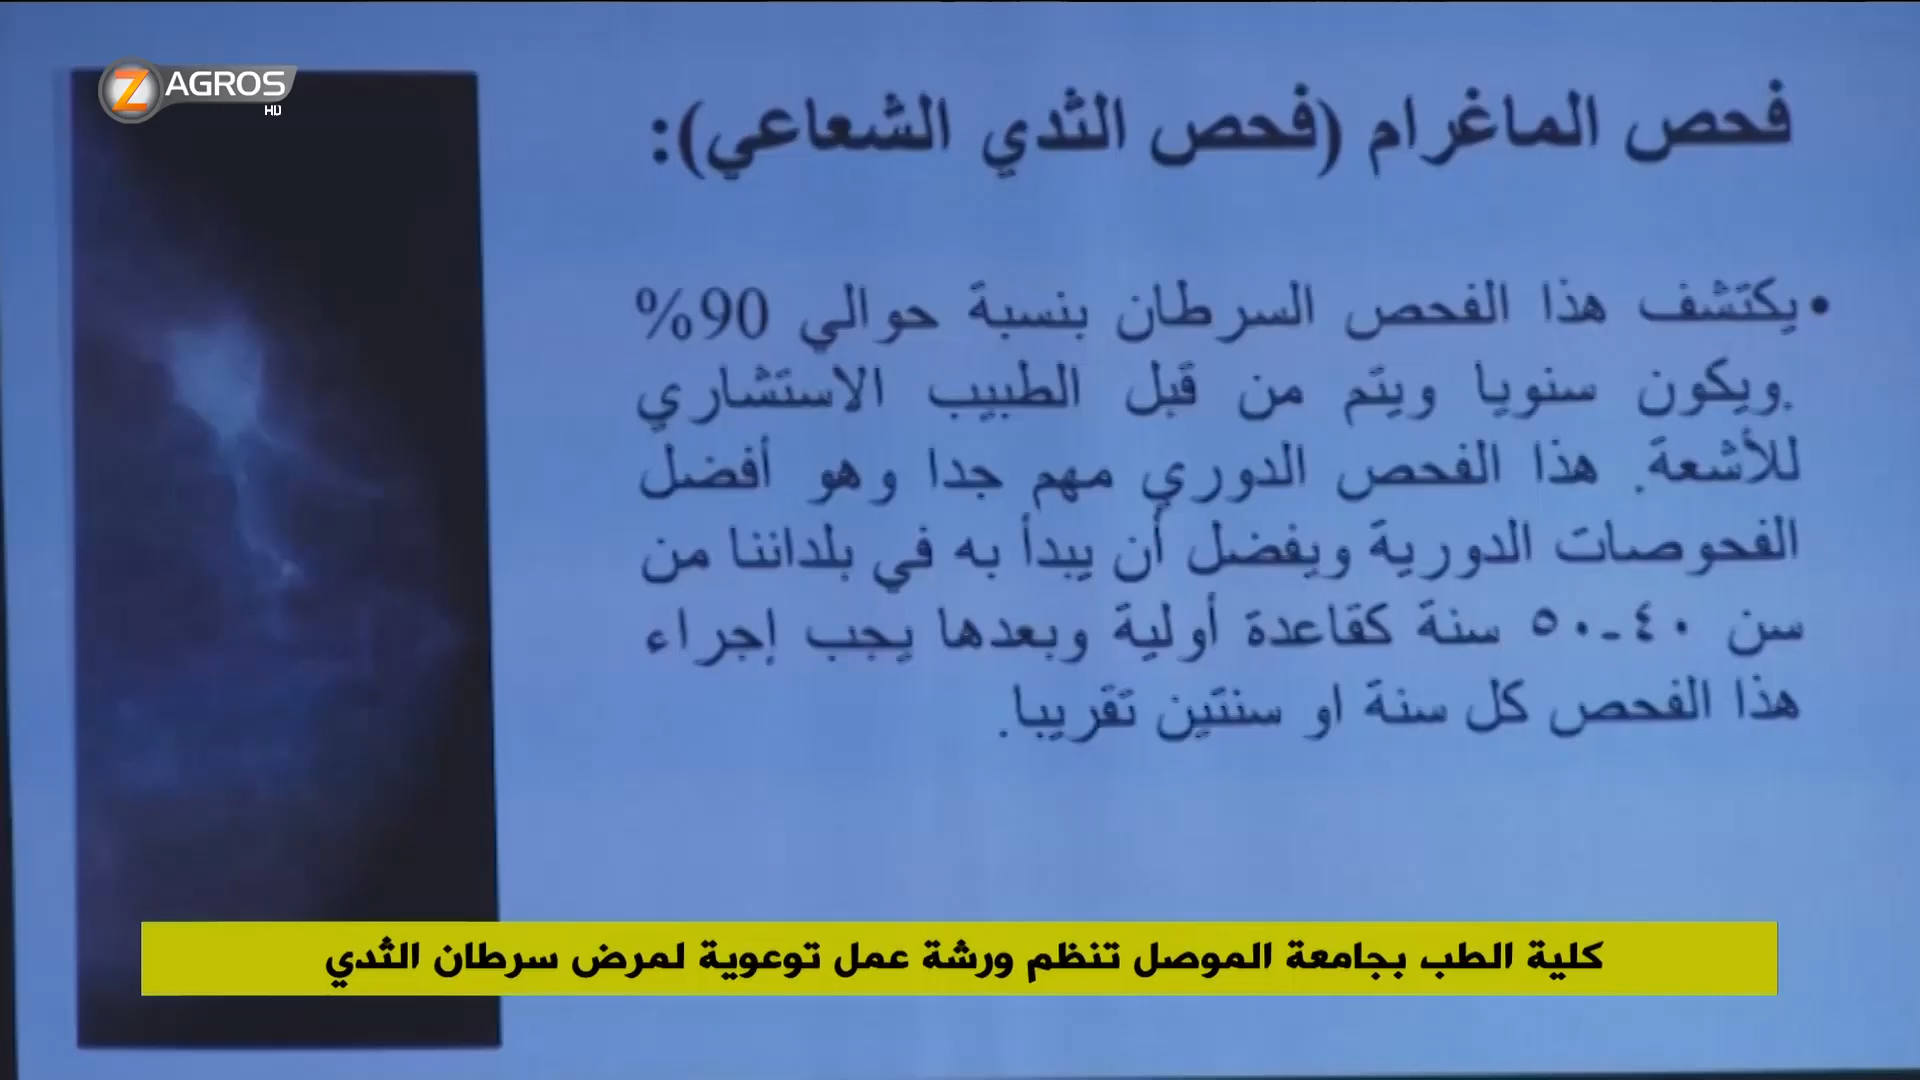 ZAGROS
HD
فحص الماغرام (فحص الثدي الشعاعي):
• يكتشف هذا الفحص السرطان بنسبة حوالي 90%
.ويكون سنويا ويتم من قبل الطبيب الاستشاري
للأشعة. هذا الفحص الدوري مهم جدا وهو أفضل
الفحوصات الدورية ويفضل أن يبدأ به في بلداننا من
سن ٤٠-٥٠ سنة كقاعدة أولية وبعدها يجب إجراء
هذا الفحص كل سنة او سنتين تقريبا.
كلية الطب بجامعة الموصل تنظم ورشة عمل توعوية لمرض سرطان الثدي